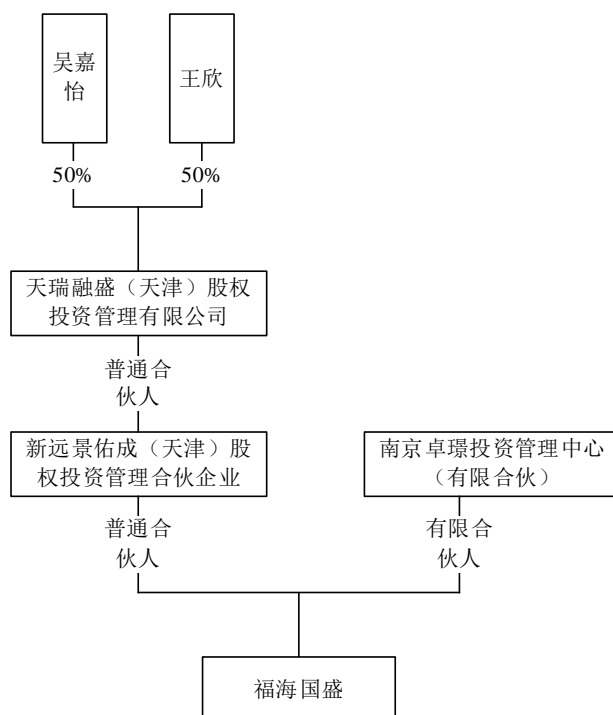 吴嘉
怡
王欣
50%
50%
天瑞融盛（天津）股权
投资管理有限公司
普通合
伙人
新远景佑成（天津）股
权投资管理合伙企业
南京卓璟投资管理中心
（有限合伙）
普通合
伙人
有限合
伙人
福海国盛